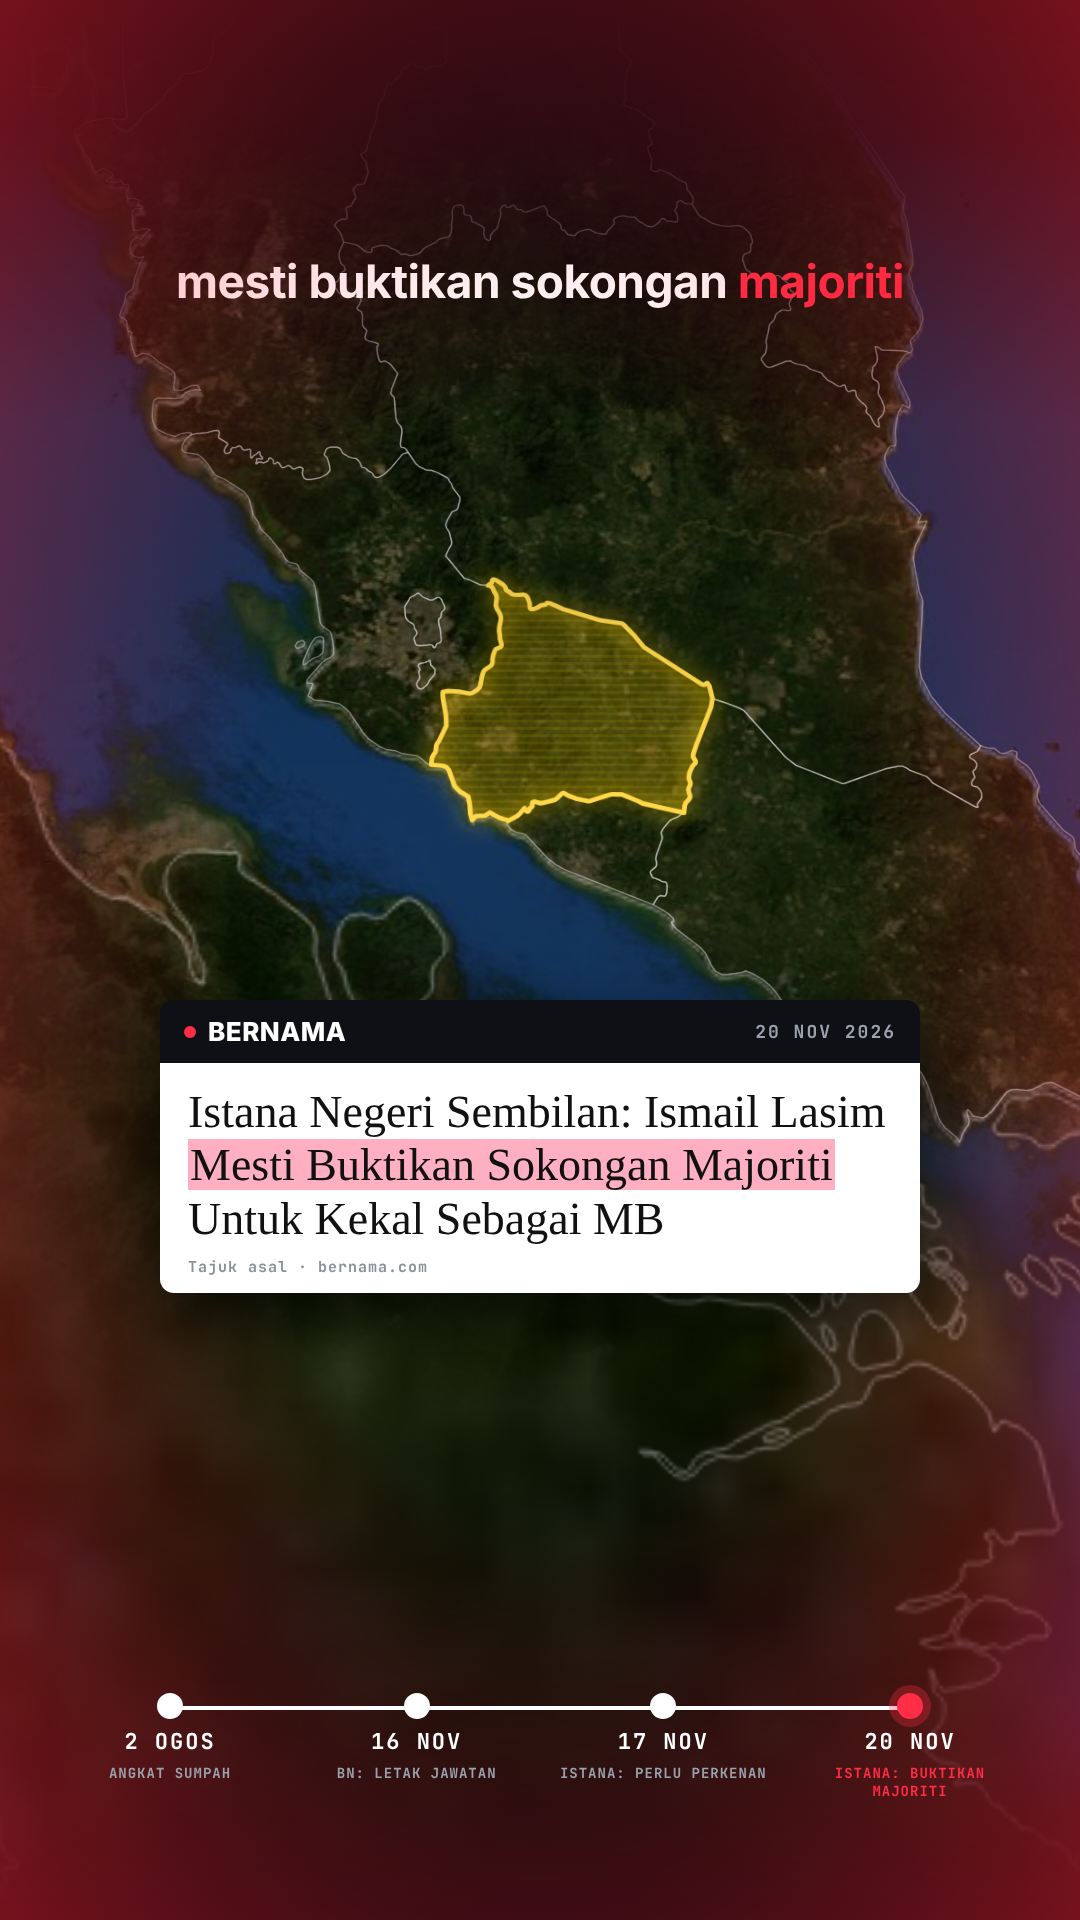 mesti buktikan sokongan majoriti
BERNAMA
20 NOV 2026
Istana Negeri Sembilan: Ismail Lasim
Mesti Buktikan Sokongan Majoriti
Untuk Kekal Sebagai MB
Tajuk asal · bernama.com
2 OGOS
ANGKAT SUMPAH
16 NOV
BN: LETAK JAWATAN
17 NOV
ISTANA: PERLU PERKENAN
20 NOV
ISTANA: BUKTIKAN
MAJORITI